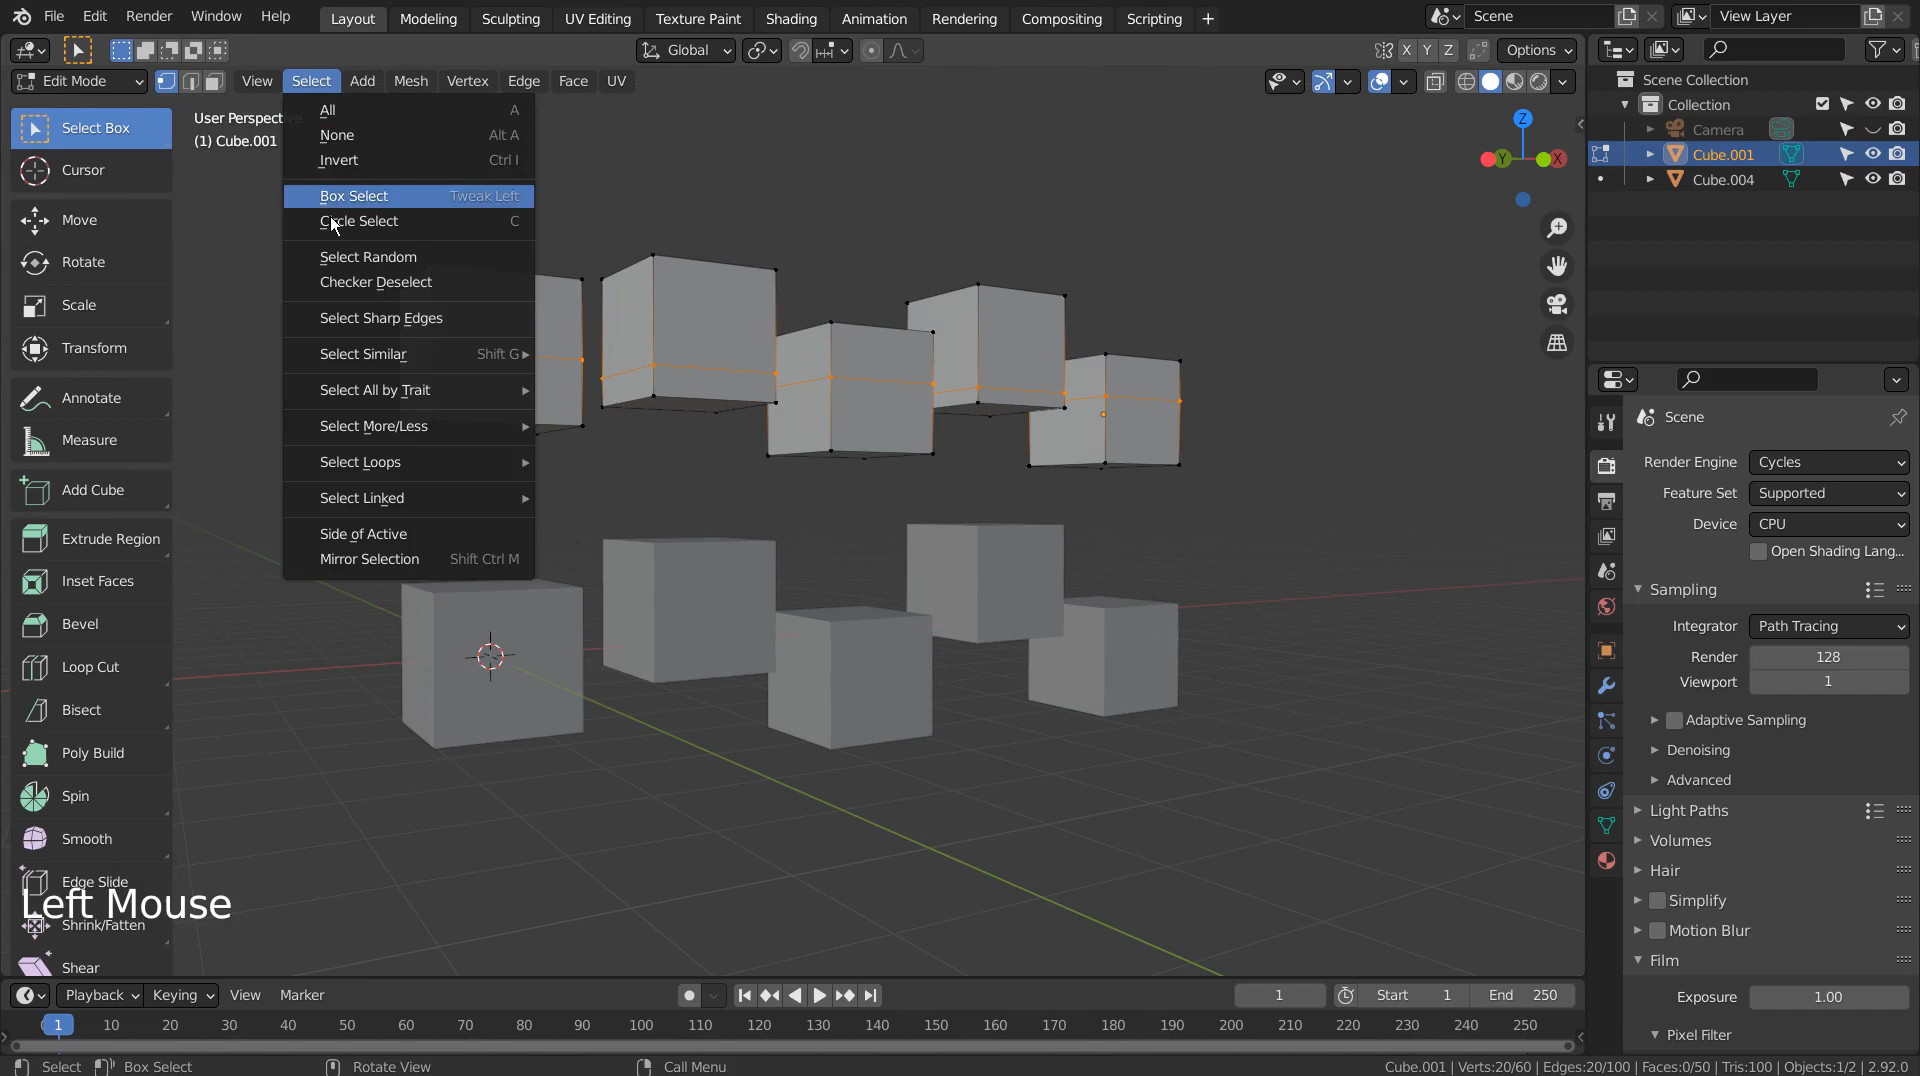 File Edit Render Window Help Layout Modeling Sculpting UV Editing Texture Paint Shading Animation Rendering Compositing Scripting + Scene View Layer
Global X Y Z Options
Edit Mode View Select Add Mesh Vertex Edge Face UV
Select Box
Cursor
Move
Rotate
Scale
Transform
Annotate
Measure
Add Cube
Extrude Region
Inset Faces
Bevel
Loop Cut
Bisect
Poly Build
Spin
Smooth
Edge Slide
Shrink/Fatten
Shear
Left Mouse
User Perspective
(1) Cube.001
All A
None Alt A
Invert Ctrl I
Box Select Tweak Left
Circle Select C
Select Random
Checker Deselect
Select Sharp Edges
Select Similar Shift G
Select All by Trait
Select More/Less
Select Loops
Select Linked
Side of Active
Mirror Selection Shift Ctrl M
Z
Y X
Scene Collection
Collection
Camera
Cube.001
Cube.004
Scene
Render Engine Cycles
Feature Set Supported
Device CPU
Open Shading Lang...
Sampling
Integrator Path Tracing
Render 128
Viewport 1
Adaptive Sampling
Denoising
Advanced
Light Paths
Volumes
Hair
Simplify
Motion Blur
Film
Exposure 1.00
Pixel Filter
Playback Keying View Marker 1 Start 1 End 250
1 10 20 30 40 50 60 70 80 90 100 110 120 130 140 150 160 170 180 190 200 210 220 230 240 250
Select Box Select Rotate View Call Menu Cube.001 | Verts:20/60 | Edges:20/100 | Faces:0/50 | Tris:100 | Objects:1/2 | 2.92.0